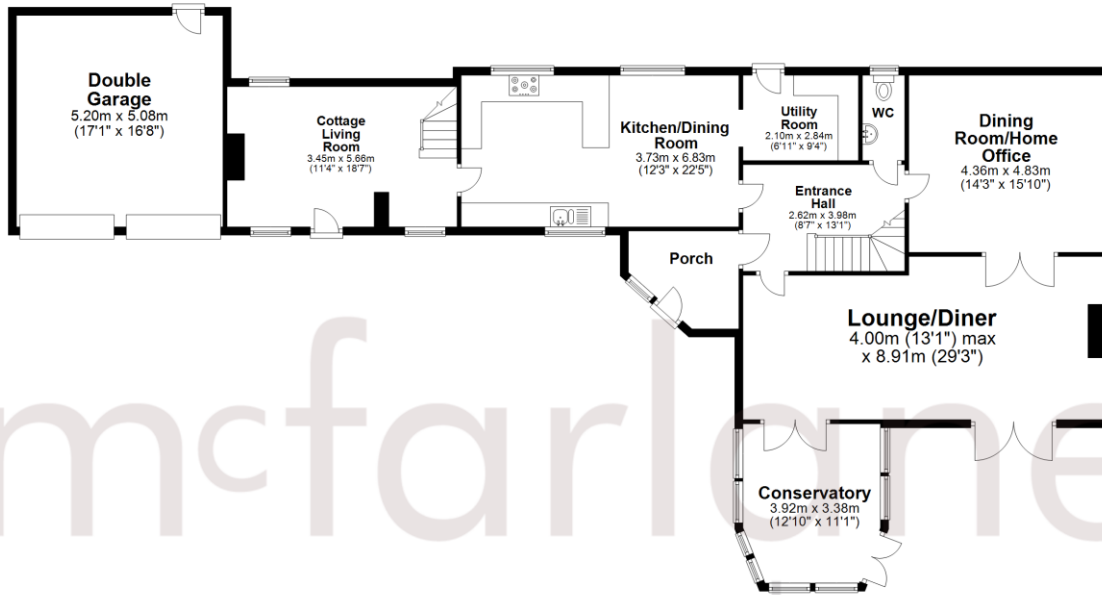 Double
Garage
5.20m x 5.08m
(17'1" x 16'8")
Cottage
Living
Room
3.45m x 5.66m
(11'4" x 18'7")
Kitchen/Dining
Room
3.73m x 6.83m
(12'3" x 22'5")
Utility
Room
2.10m x 2.84m
(6'11" x 9'4")
WC
Dining
Room/Home
Office
4.36m x 4.83m
(14'3" x 15'10")
Entrance
Hall
2.62m x 3.98m
(8'7" x 13'1")
Porch
Lounge/Diner
4.00m (13'1") max
x 8.91m (29'3")
Conservatory
3.92m x 3.38m
(12'10" x 11'1")
mcfarlane